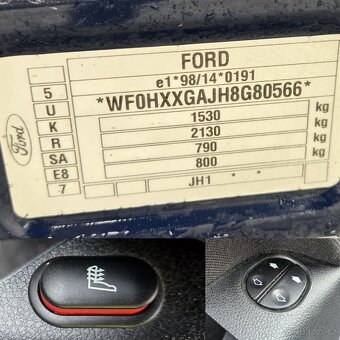 FORD
e1*98/14*0191
*WF0HXXGAJH8G80566*
5
U
K
R
SA
E8
7
1530 kg
2130 kg
790 kg
800 kg
JH1 * *
Ford